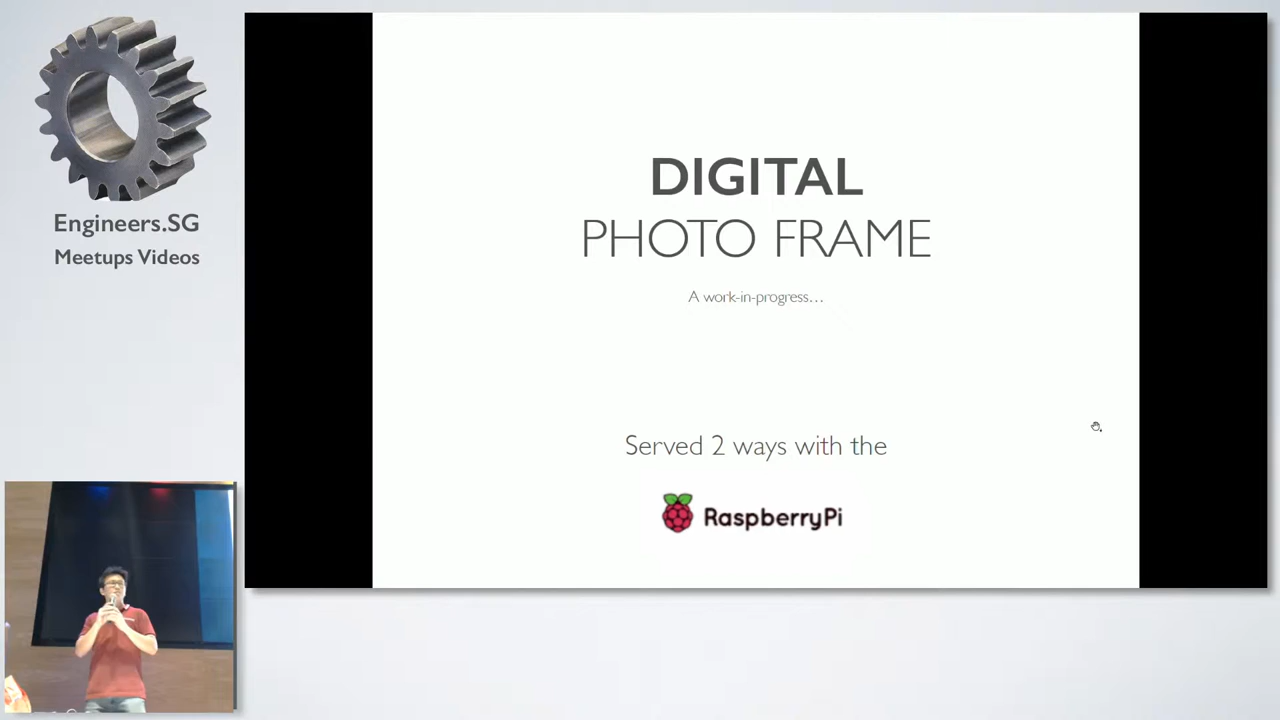 Engineers.SG
Meetups Videos
DIGITAL
PHOTO FRAME
A work-in-progress...
Served 2 ways with the
RaspberryPi